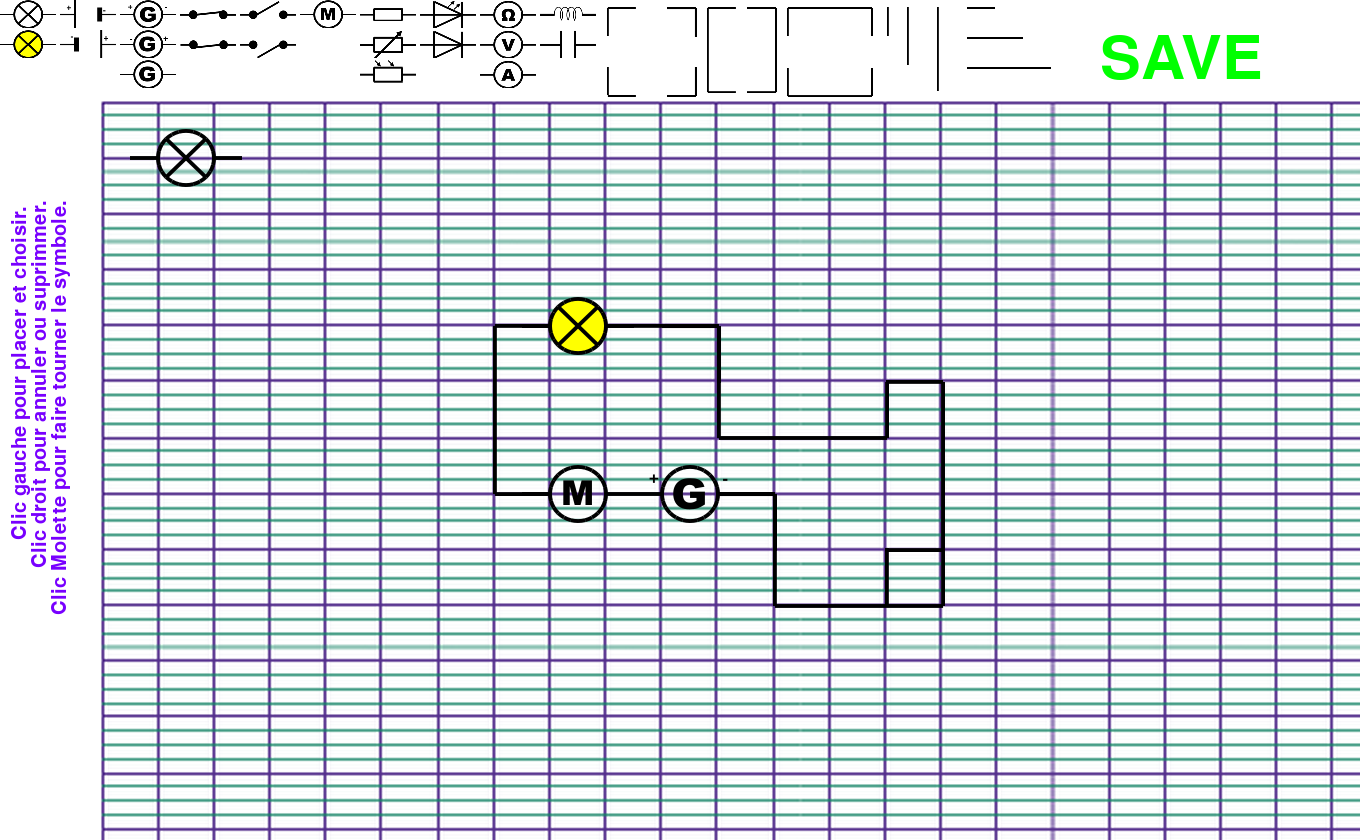 + + G - M Ω
- + - G + V
G A
SAVE
Clic gauche pour placer et choisir.
Clic droit pour annuler ou suprimmer.
Clic Molette pour faire tourner le symbole.
M + G -